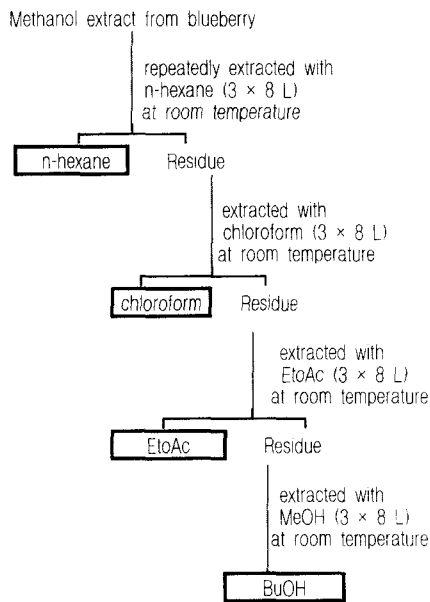 Methanol extract from blueberry
repeatedly extracted with
n-hexane (3 × 8 L)
at room temperature
n-hexane Residue
extracted with
chloroform (3 × 8 L)
at room temperature
chloroform Residue
extracted with
EtoAc (3 × 8 L)
at room temperature
EtoAc Residue
extracted with
MeOH (3 × 8 L)
at room temperature
BuOH